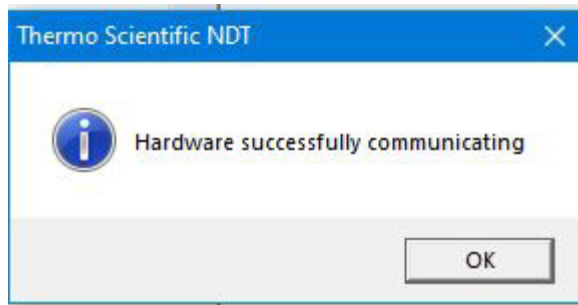 Thermo Scientific NDT
Hardware successfully communicating
OK